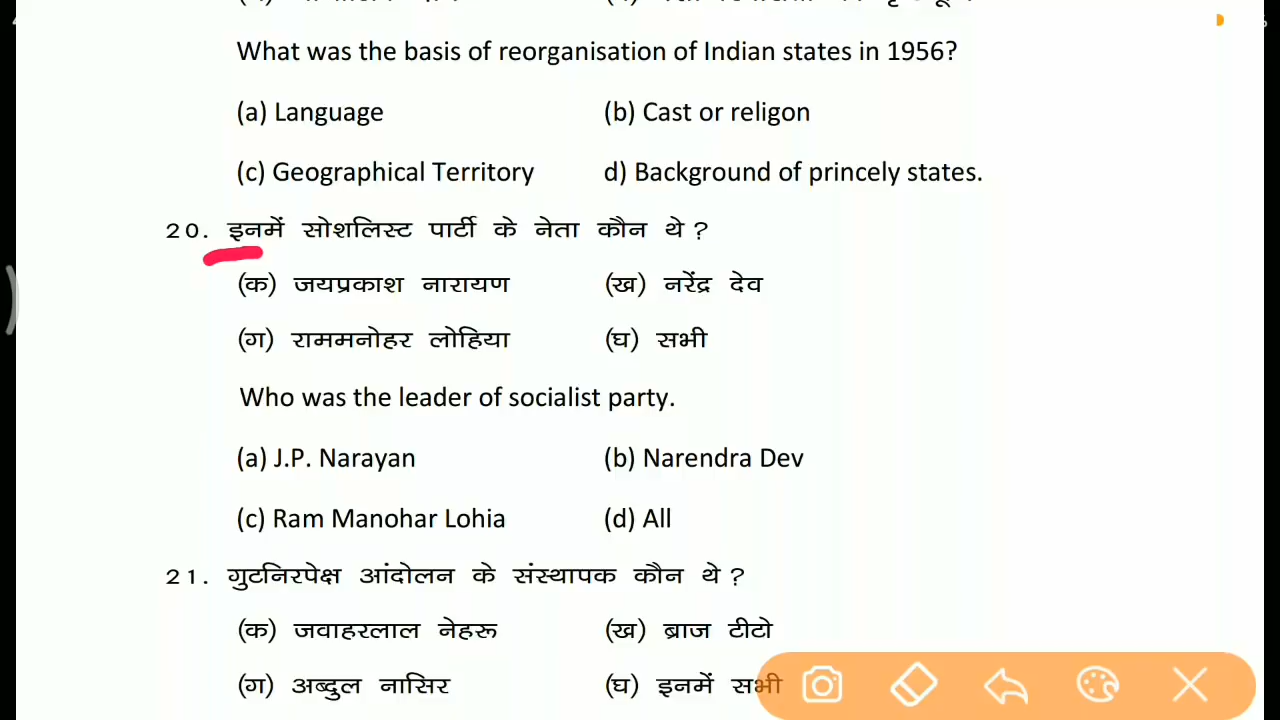 What was the basis of reorganisation of Indian states in 1956?
(a) Language (b) Cast or religon
(c) Geographical Territory d) Background of princely states.
20. इनमें सोशलिस्ट पार्टी के नेता कौन थे ?
(क) जयप्रकाश नारायण (ख) नरेंद्र देव
(ग) राममनोहर लोहिया (घ) सभी
Who was the leader of socialist party.
(a) J.P. Narayan (b) Narendra Dev
(c) Ram Manohar Lohia (d) All
21. गुटनिरपेक्ष आंदोलन के संस्थापक कौन थे ?
(क) जवाहरलाल नेहरू (ख) ब्राज टीटो
(ग) अब्दुल नासिर (घ) इनमें सभी